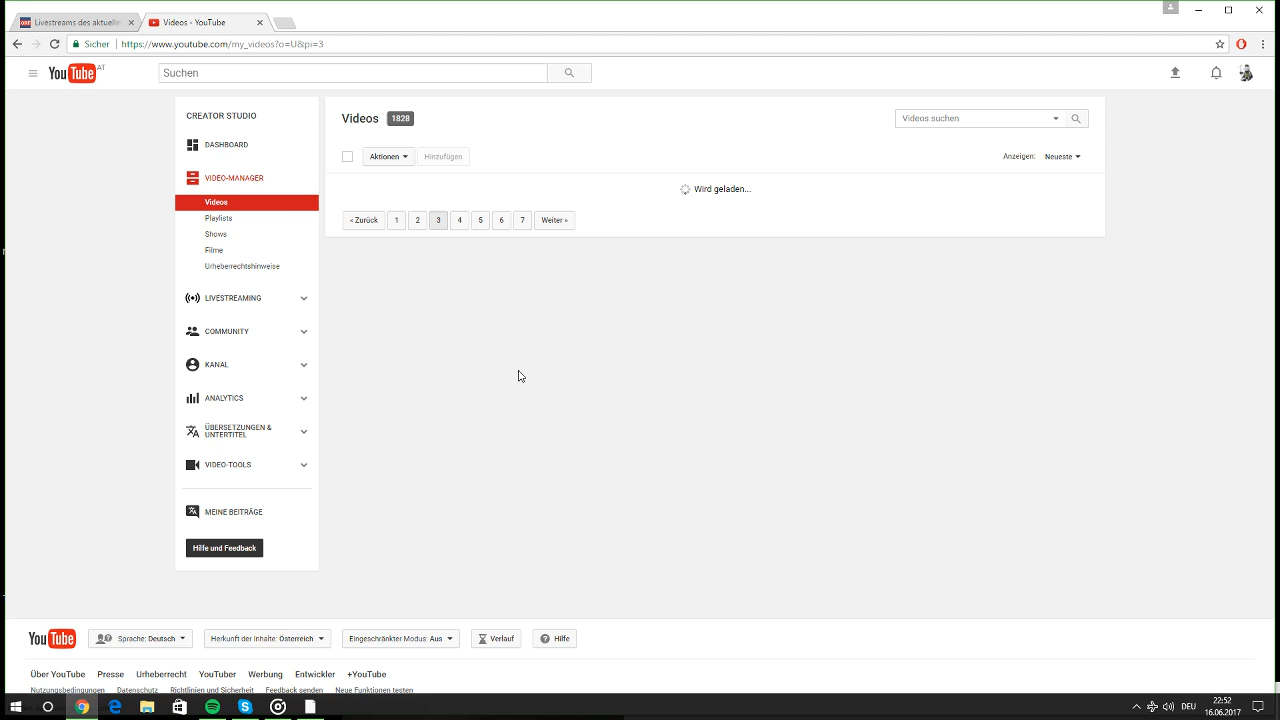 Livestreams des aktuelle
Videos - YouTube
Sicher https://www.youtube.com/my_videos?o=U&pi=3
YouTube AT
Suchen
CREATOR STUDIO
DASHBOARD
VIDEO-MANAGER
Videos
Playlists
Shows
Filme
Urheberrechtshinweise
LIVESTREAMING
COMMUNITY
KANAL
ANALYTICS
ÜBERSETZUNGEN &
UNTERTITEL
VIDEO-TOOLS
MEINE BEITRÄGE
Hilfe und Feedback
Videos 1828
Videos suchen
Aktionen Hinzufügen
Anzeigen: Neueste
Wird geladen...
« Zurück 1 2 3 4 5 6 7 Weiter »
YouTube Sprache: Deutsch Herkunft der Inhalte: Österreich Eingeschränkter Modus: Aus Verlauf Hilfe
Über YouTube Presse Urheberrecht YouTuber Werbung Entwickler +YouTube
Nutzungsbedingungen Datenschutz Richtlinien und Sicherheit Feedback senden Neue Funktionen testen
DEU
22:52
16.06.2017